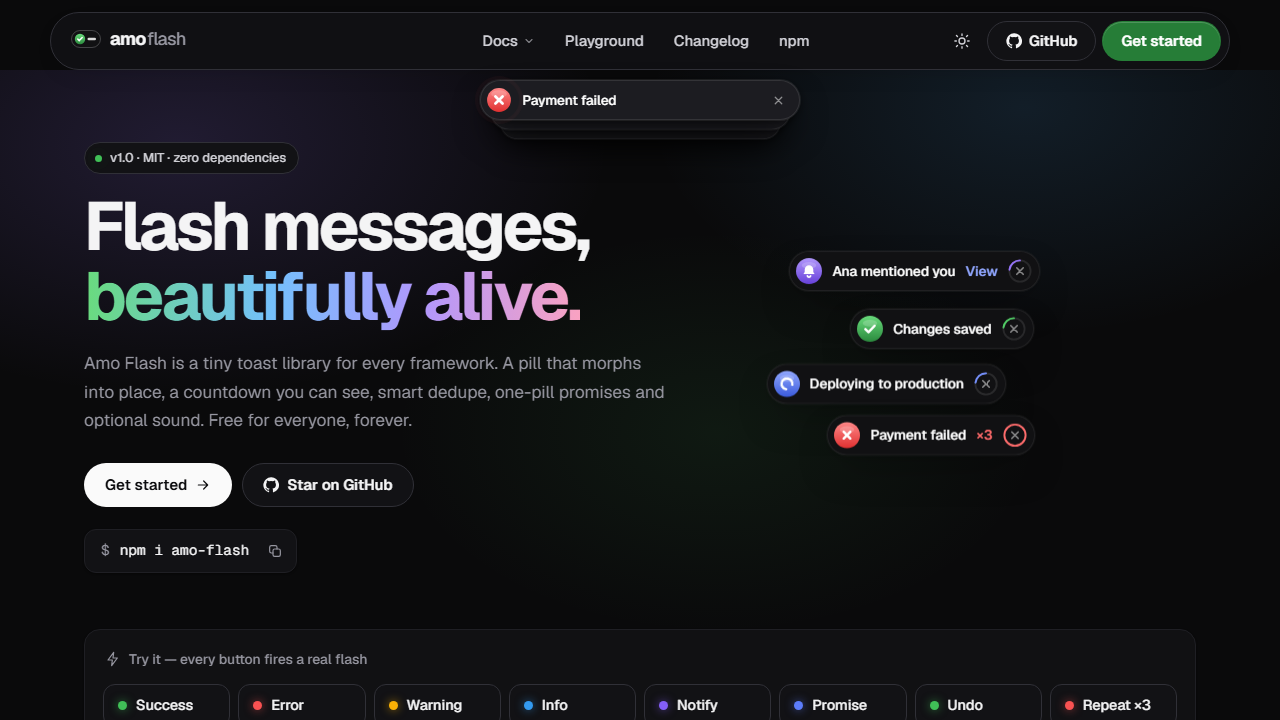 amoflash
Docs
Playground
Changelog
npm
GitHub
Get started
Payment failed
v1.0 · MIT · zero dependencies
Flash messages,
beautifully alive.
Amo Flash is a tiny toast library for every framework. A pill that morphs
into place, a countdown you can see, smart dedupe, one-pill promises and
optional sound. Free for everyone, forever.
Get started
Star on GitHub
$ npm i amo-flash
Ana mentioned you View
Changes saved
Deploying to production
Payment failed ×3
Try it — every button fires a real flash
Success
Error
Warning
Info
Notify
Promise
Undo
Repeat ×3